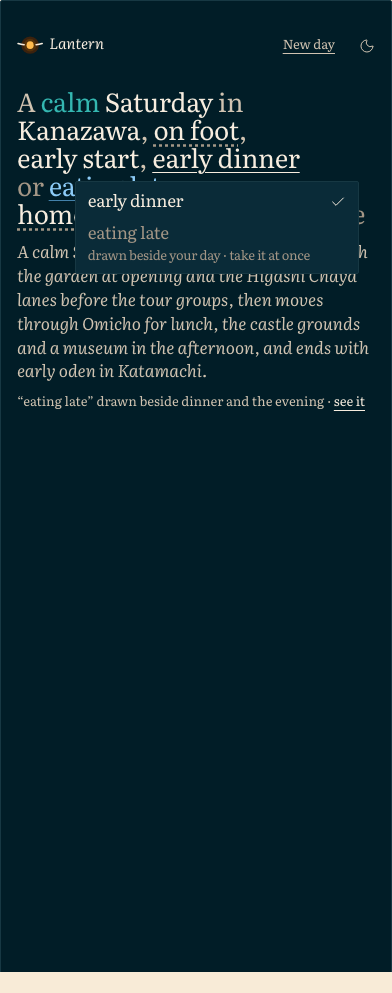 Lantern
New day
A calm Saturday in
Kanazawa, on foot,
early start, early dinner
or
early dinner
eating late
drawn beside your day · take it at once
A calm
the garden at opening and the Higashi Chaya
lanes before the tour groups, then moves
through Omicho for lunch, the castle grounds
and a museum in the afternoon, and ends with
early oden in Katamachi.
“eating late” drawn beside dinner and the evening · see it